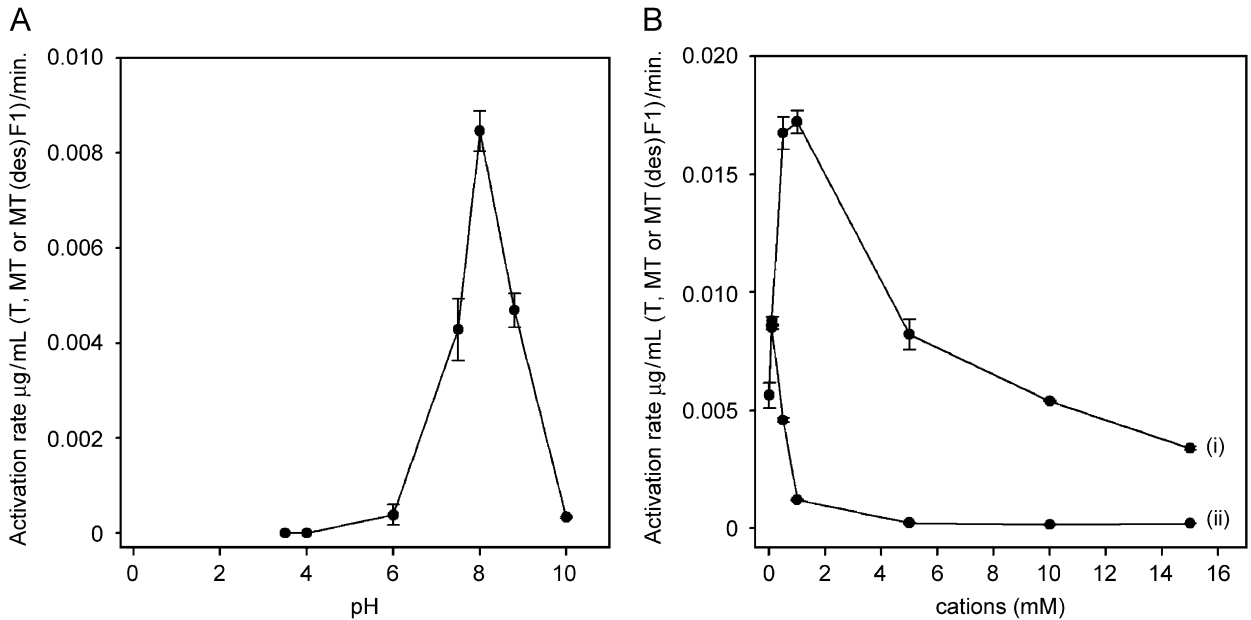 A
Activation rate μg/mL (T, MT or MT(des)F1)/min.
0.010
0.008
0.006
0.004
0.002
0
0 2 4 6 8 10
pH
B
Activation rate μg/mL (T, MT or MT(des)F1)/min.
0.020
0.015
0.010
0.005
0
(i)
(ii)
0 2 4 6 8 10 12 14 16
cations (mM)